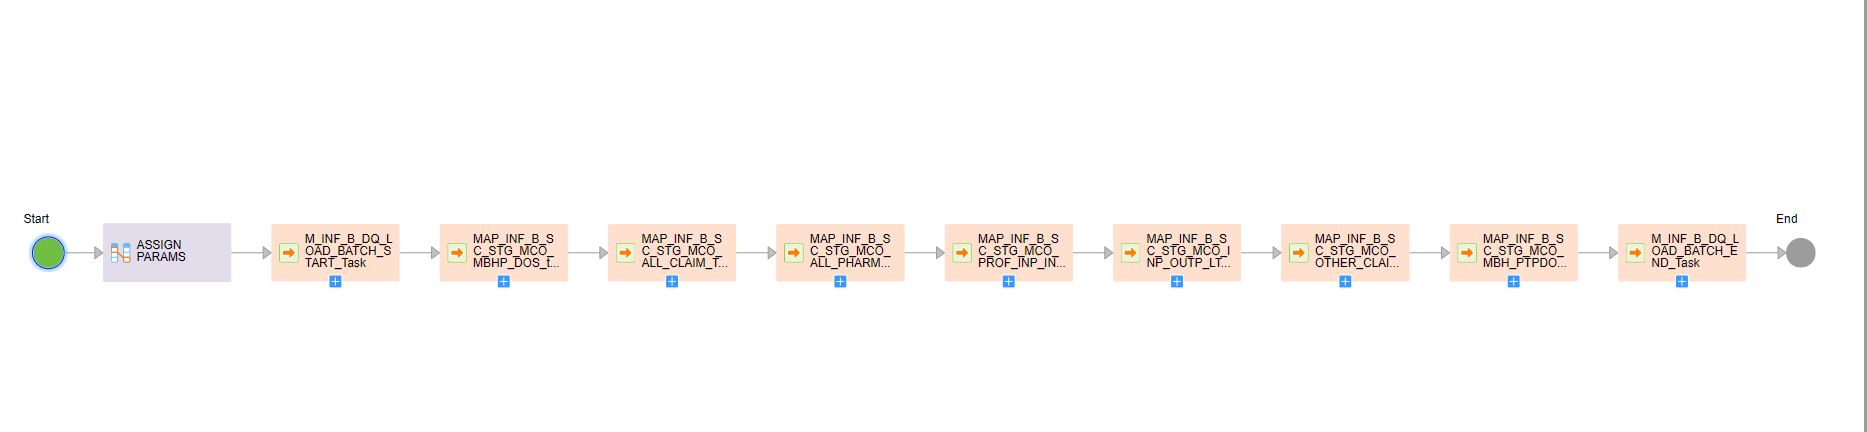 Start
ASSIGN
PARAMS
M_INF_B_DQ_L
OAD_BATCH_S
TART_Task
MAP_INF_B_S
C_STG_MCO_
MBHP_DOS_t...
MAP_INF_B_S
C_STG_MCO_
ALL_CLAIM_T...
MAP_INF_B_S
C_STG_MCO_
ALL_PHARM...
MAP_INF_B_S
C_STG_MCO_
PROF_INP_IN...
MAP_INF_B_S
C_STG_MCO_I
NP_OUTP_LT...
MAP_INF_B_S
C_STG_MCO_
OTHER_CLAI...
MAP_INF_B_S
C_STG_MCO_
MBH_PTPDO...
M_INF_B_DQ_L
OAD_BATCH_E
ND_Task
End